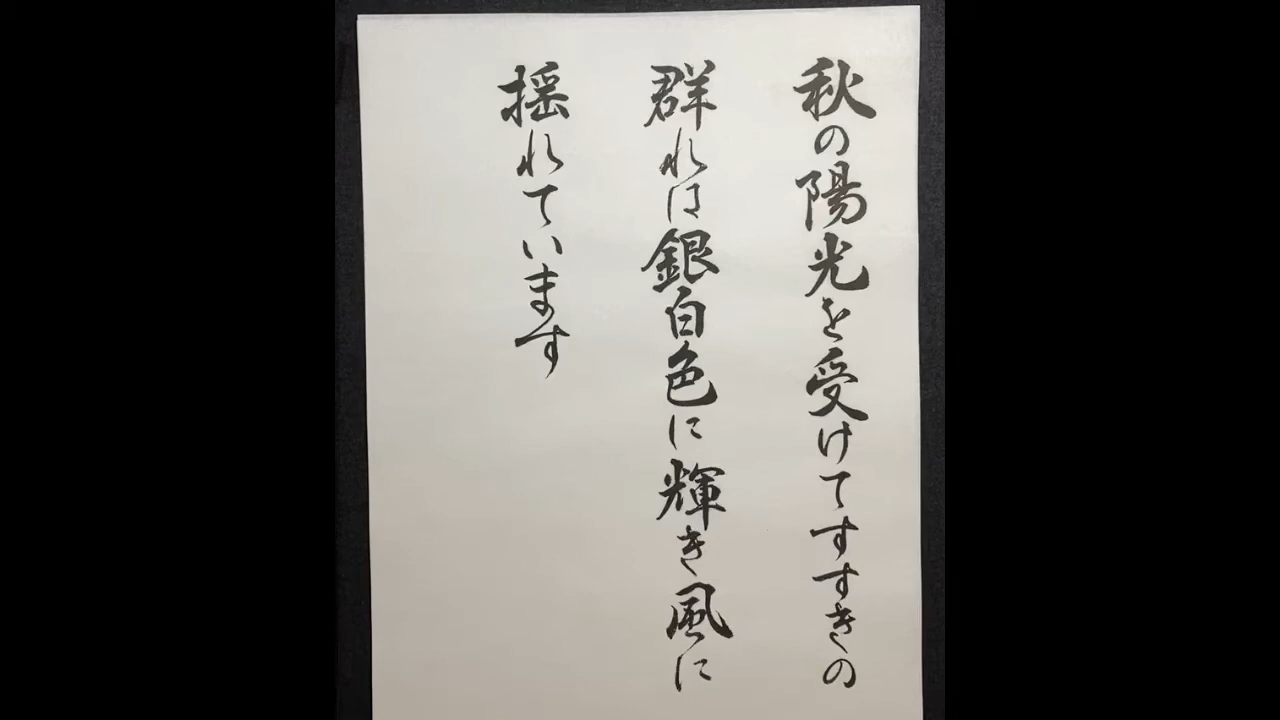 秋の陽光を受けてすすきの
群れは銀白色に輝き風に
揺れています